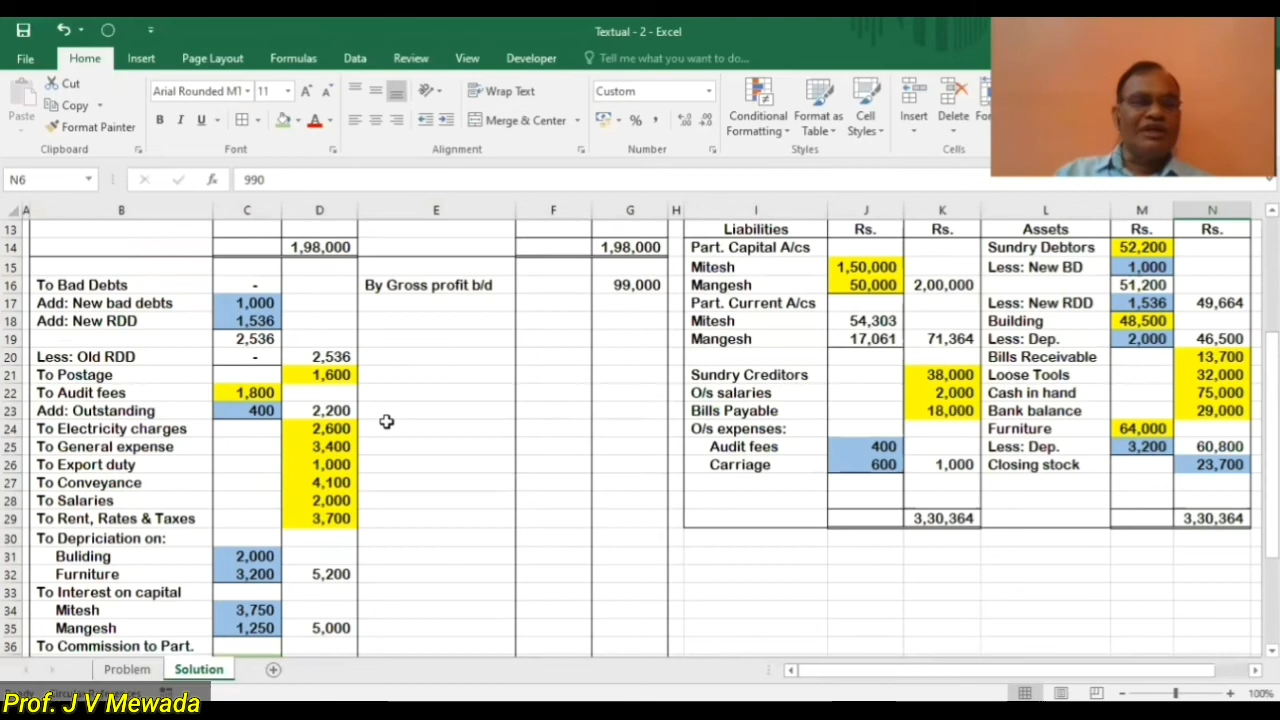 Textual - 2 - Excel
File Home Insert Page Layout Formulas Data Review View Developer Tell me what you want to do...
Cut
Copy
Format Painter
Paste
Clipboard
Arial Rounded M1 11
B I U
Font
Wrap Text
Merge & Center
Alignment
Custom
Number
Conditional Formatting
Format as Table
Cell Styles
Styles
Insert Delete
Cells
N6 fx 990
A B C D E F G H I J K L M N
13 Liabilities Rs. Rs. Assets Rs. Rs.
14 1,98,000 1,98,000 Part. Capital A/cs Sundry Debtors 52,200
15 Mitesh 1,50,000 Less: New BD 1,000
16 To Bad Debts - By Gross profit b/d 99,000 Mangesh 50,000 2,00,000 51,200
17 Add: New bad debts 1,000 Part. Current A/cs Less: New RDD 1,536 49,664
18 Add: New RDD 1,536 Mitesh 54,303 Building 48,500
19 2,536 Mangesh 17,061 71,364 Less: Dep. 2,000 46,500
20 Less: Old RDD - 2,536 Bills Receivable 13,700
21 To Postage 1,600 Sundry Creditors 38,000 Loose Tools 32,000
22 To Audit fees 1,800 O/s salaries 2,000 Cash in hand 75,000
23 Add: Outstanding 400 2,200 Bills Payable 18,000 Bank balance 29,000
24 To Electricity charges 2,600 O/s expenses: Furniture 64,000
25 To General expense 3,400 Audit fees 400 Less: Dep. 3,200 60,800
26 To Export duty 1,000 Carriage 600 1,000 Closing stock 23,700
27 To Conveyance 4,100
28 To Salaries 2,000
29 To Rent, Rates & Taxes 3,700 3,30,364 3,30,364
30 To Depreciation on:
31 Buliding 2,000
32 Furniture 3,200 5,200
33 To Interest on capital
34 Mitesh 3,750
35 Mangesh 1,250 5,000
36 To Commission to Part.
Problem Solution
100%
Prof. J V Mewada